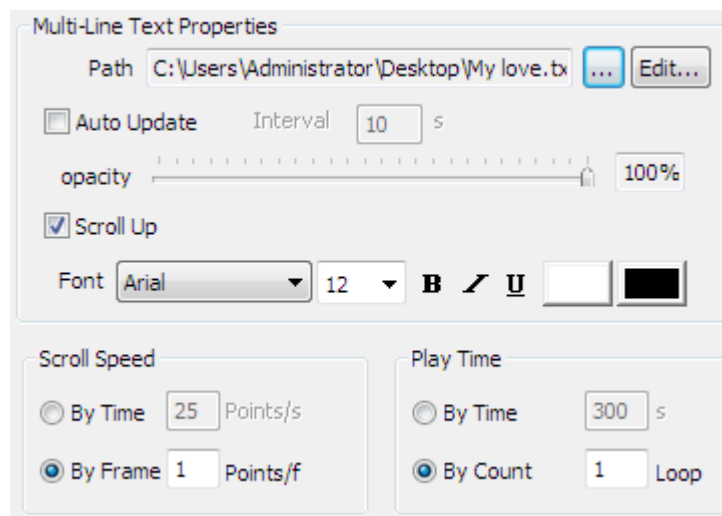 Multi-Line Text Properties
Path C:\Users\Administrator\Desktop\My love.tx ... Edit...
Auto Update Interval 10 s
opacity 100%
Scroll Up
Font Arial 12 B I U
Scroll Speed
By Time 25 Points/s
By Frame 1 Points/f
Play Time
By Time 300 s
By Count 1 Loop